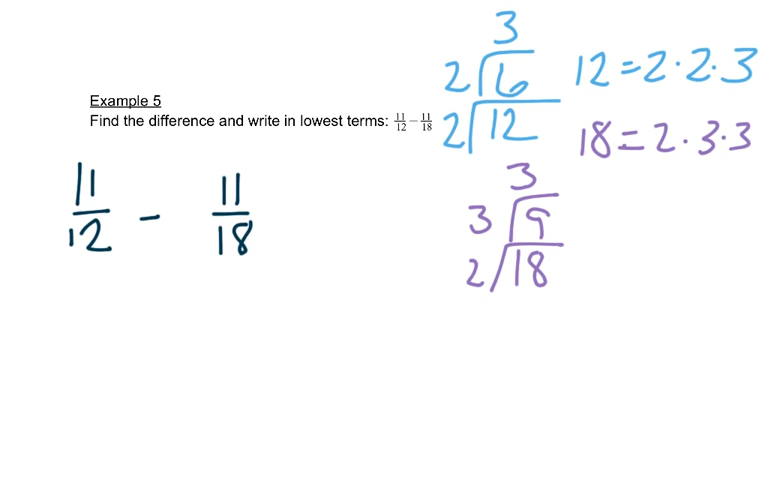 Example 5
Find the difference and write in lowest terms: 11/12 − 11/18
11/12 - 11/18
3
2 √6
2 √12
12 = 2 · 2 · 3
18 = 2 · 3 · 3
3
3 √9
2 √18